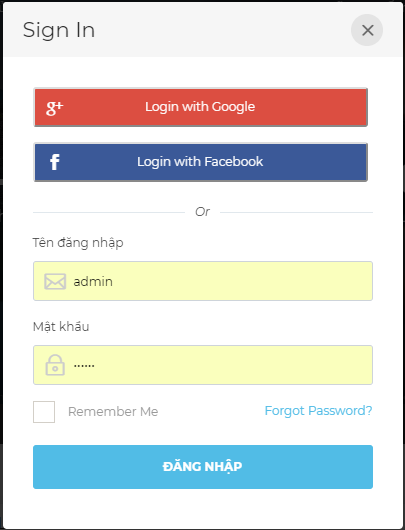 Sign In
Login with Google
Login with Facebook
Or
Tên đăng nhập
admin
Mật khẩu
······
Remember Me
Forgot Password?
ĐĂNG NHẬP